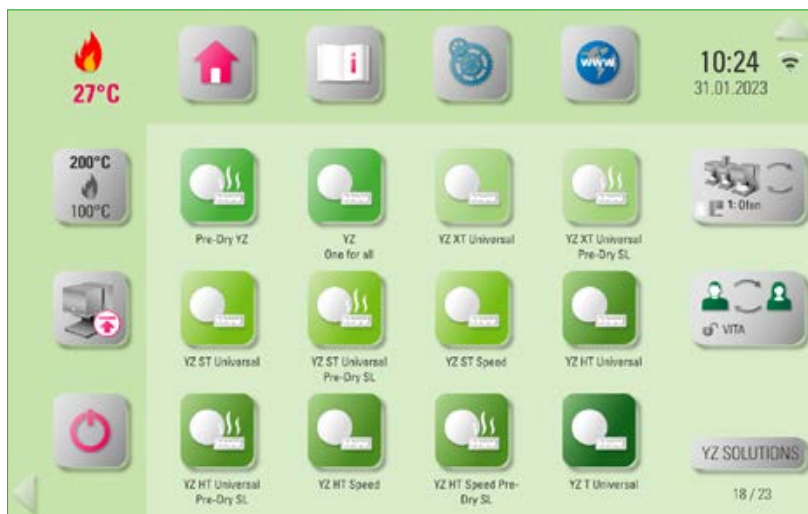 27°C
i
www
10:24
31.01.2023
200°C
100°C
Pre-Dry YZ
YZ
One for all
YZ XT Universal
YZ XT Universal
Pre-Dry SL
1: Ofen
YZ ST Universal
YZ ST Universal
Pre-Dry SL
YZ ST Speed
YZ HT Universal
VITA
YZ HT Universal
Pre-Dry SL
YZ HT Speed
YZ HT Speed Pre-
Dry SL
YZ T Universal
YZ SOLUTIONS
18 / 23